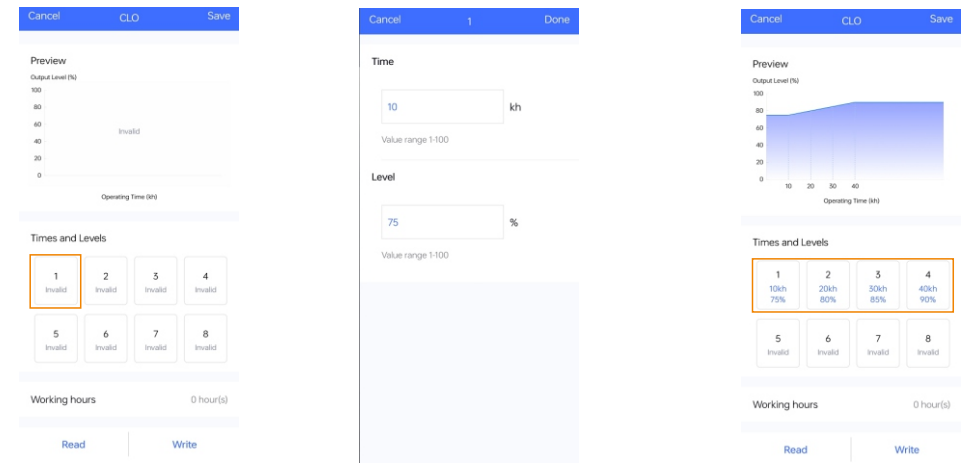 Cancel CLO Save
Preview
Output Level (%)
100
80
60
Invalid
40
20
0
Operating Time (kh)
Times and Levels
1 2 3 4
Invalid Invalid Invalid Invalid
5 6 7 8
Invalid Invalid Invalid Invalid
Working hours 0 hour(s)
Read Write
Cancel 1 Done
Time
10 kh
Value range 1-100
Level
75 %
Value range 1-100
Cancel CLO Save
Preview
Output Level (%)
100
80
60
40
20
0
10 20 30 40
Operating Time (kh)
Times and Levels
1 2 3 4
10kh 20kh 30kh 40kh
75% 80% 85% 90%
5 6 7 8
Invalid Invalid Invalid Invalid
Working hours 0 hour(s)
Read Write